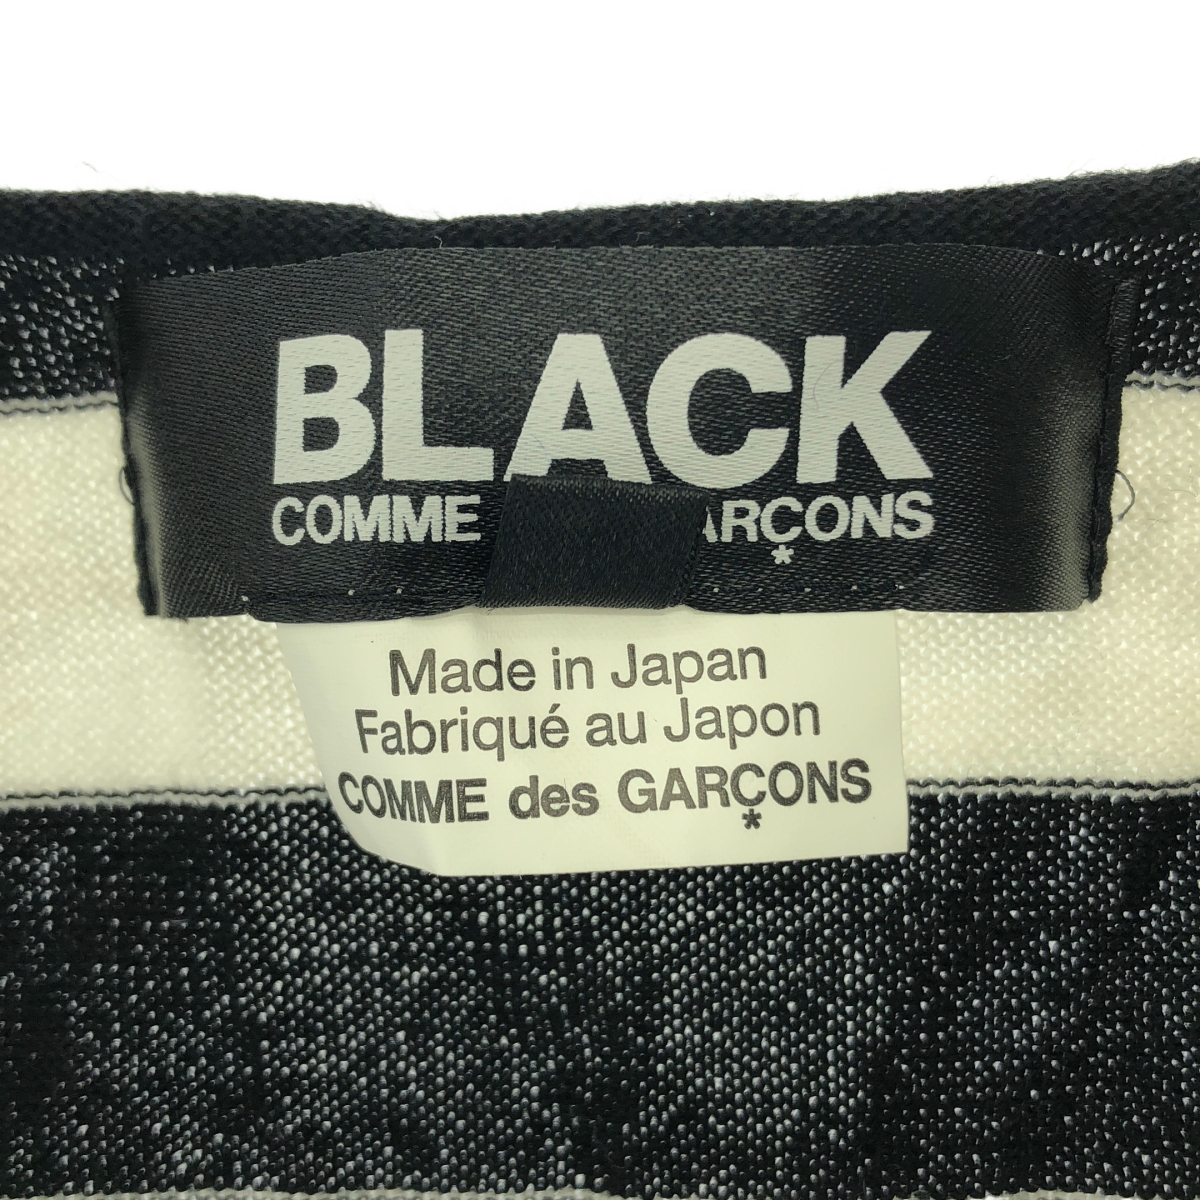 BLACK
COMME ARÇONS
*
Made in Japan
Fabriqué au Japon
COMME des GARÇONS
*